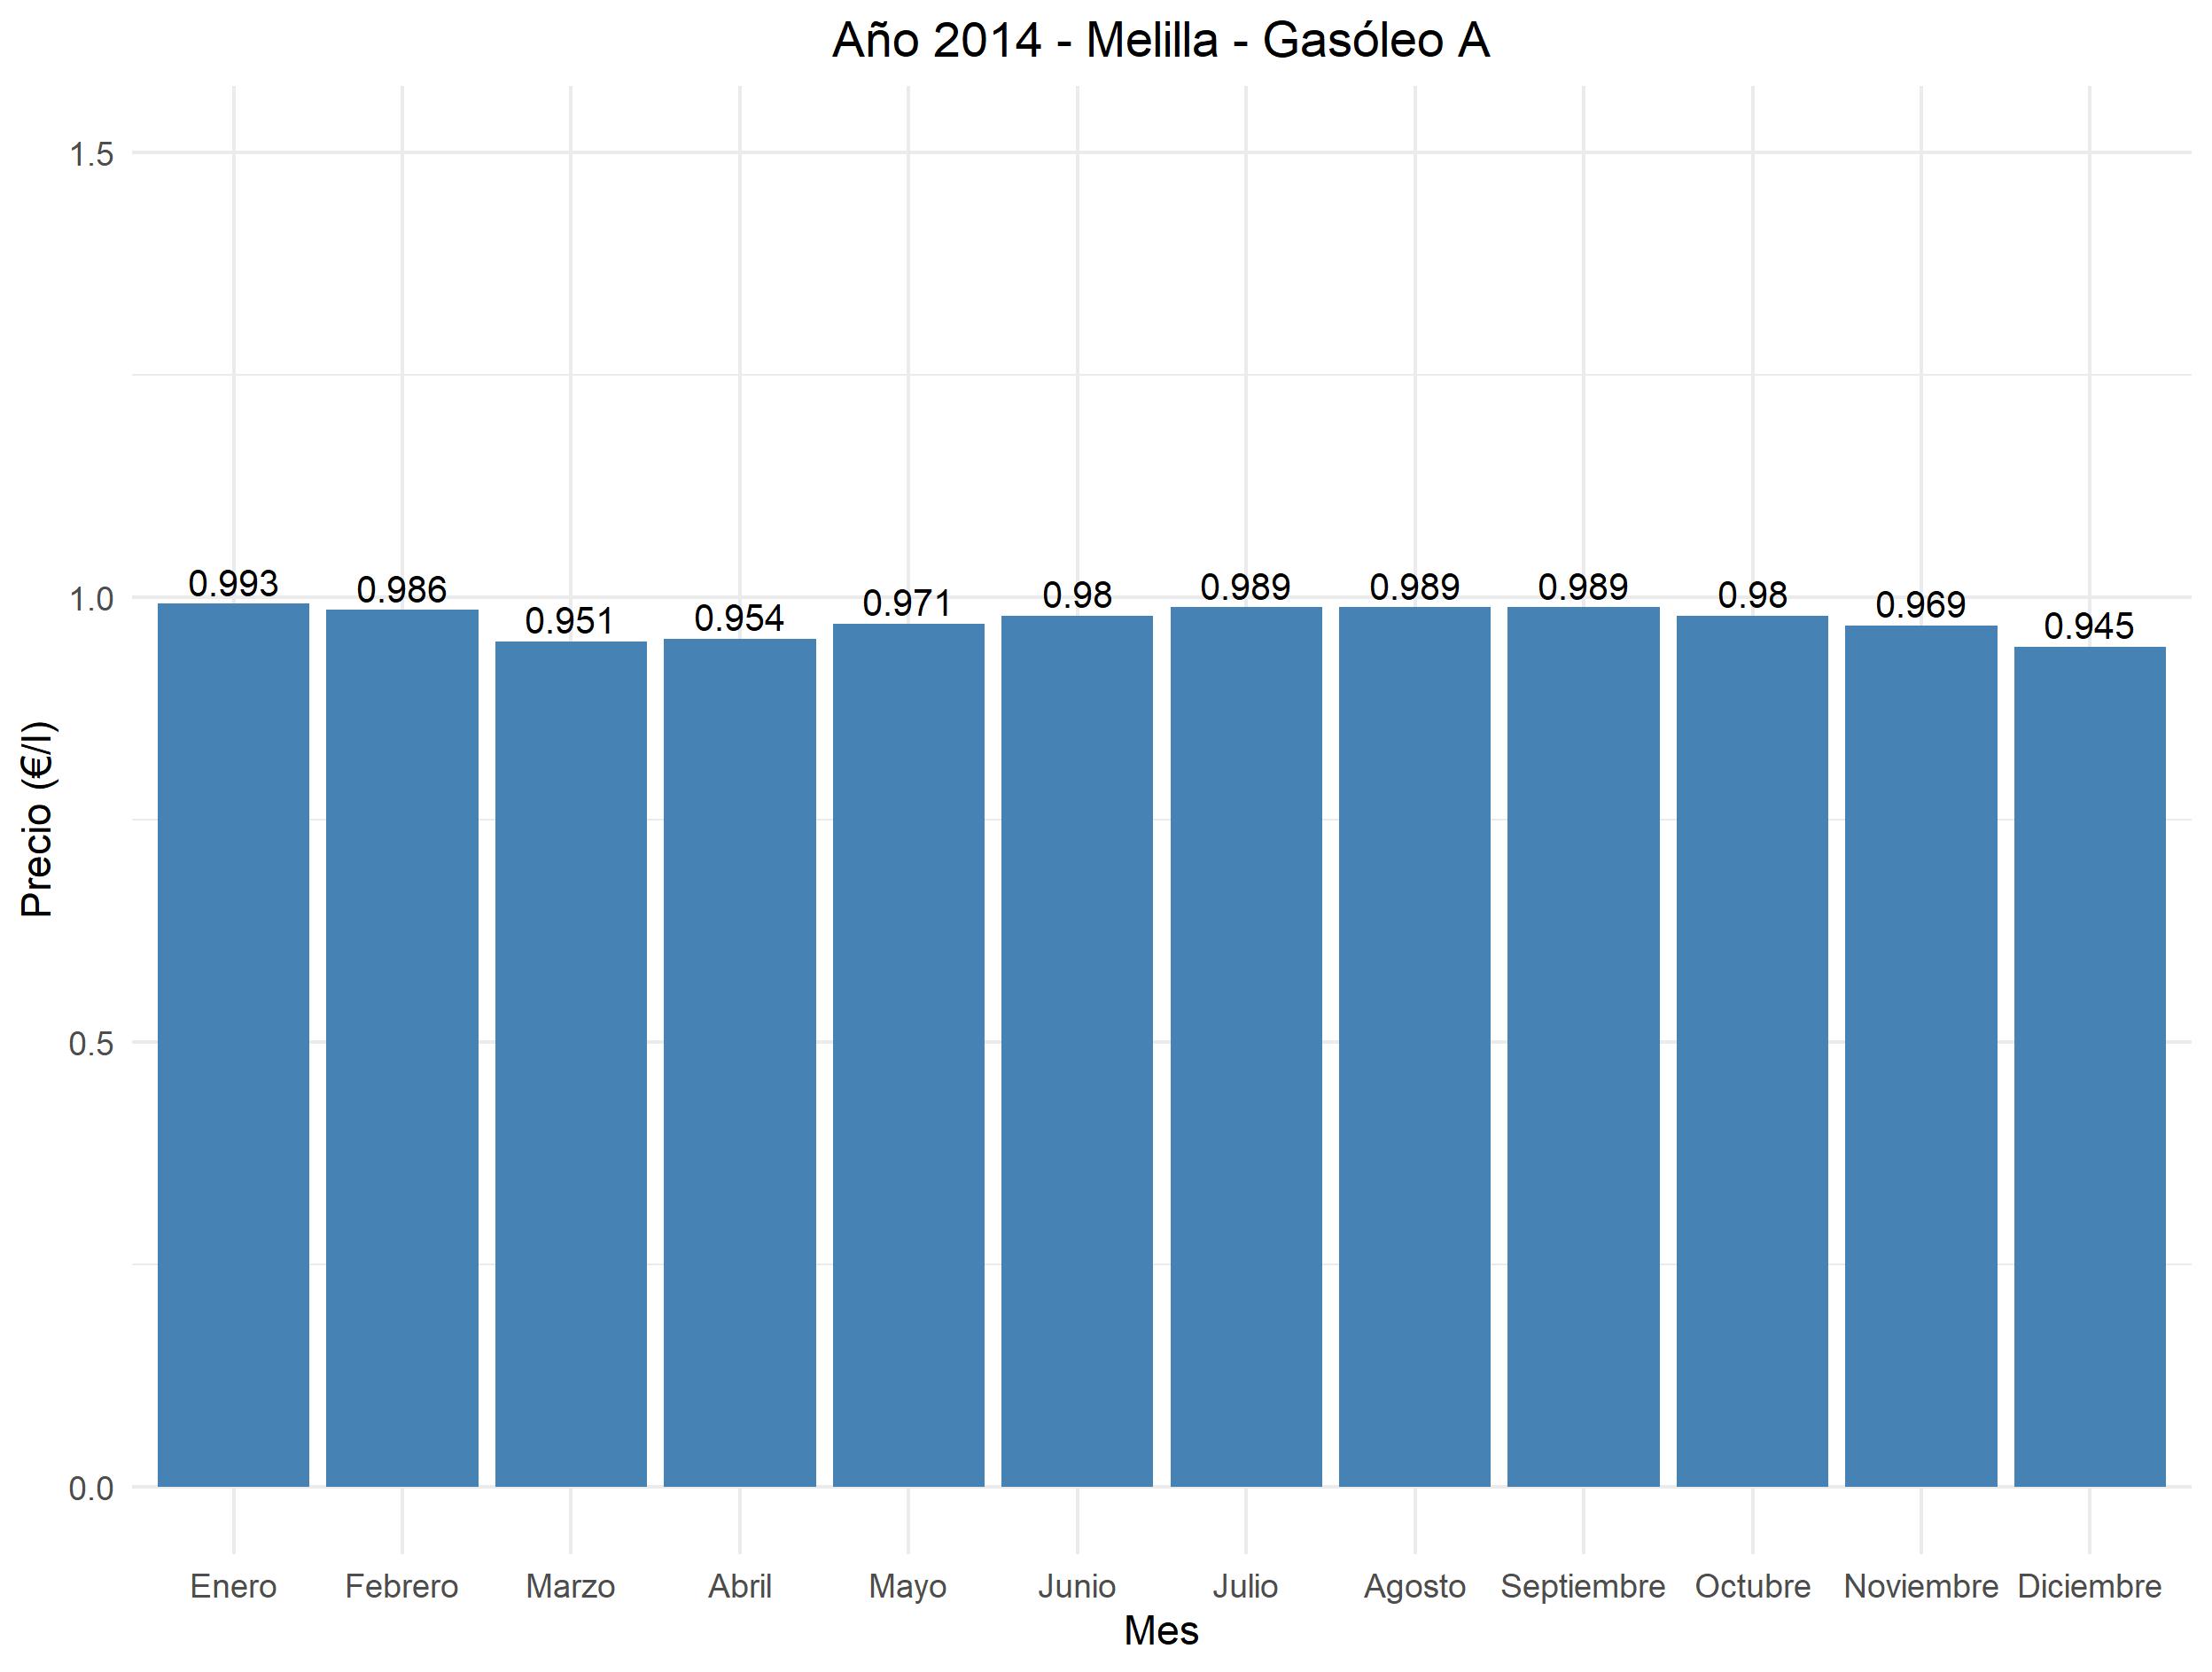 Año 2014 - Melilla - Gasóleo A
1.5
1.0
0.5
0.0
Precio (€/l)
0.993 0.986 0.951 0.954 0.971 0.98 0.989 0.989 0.989 0.98 0.969 0.945
Enero Febrero Marzo Abril Mayo Junio Julio Agosto Septiembre Octubre Noviembre Diciembre
Mes